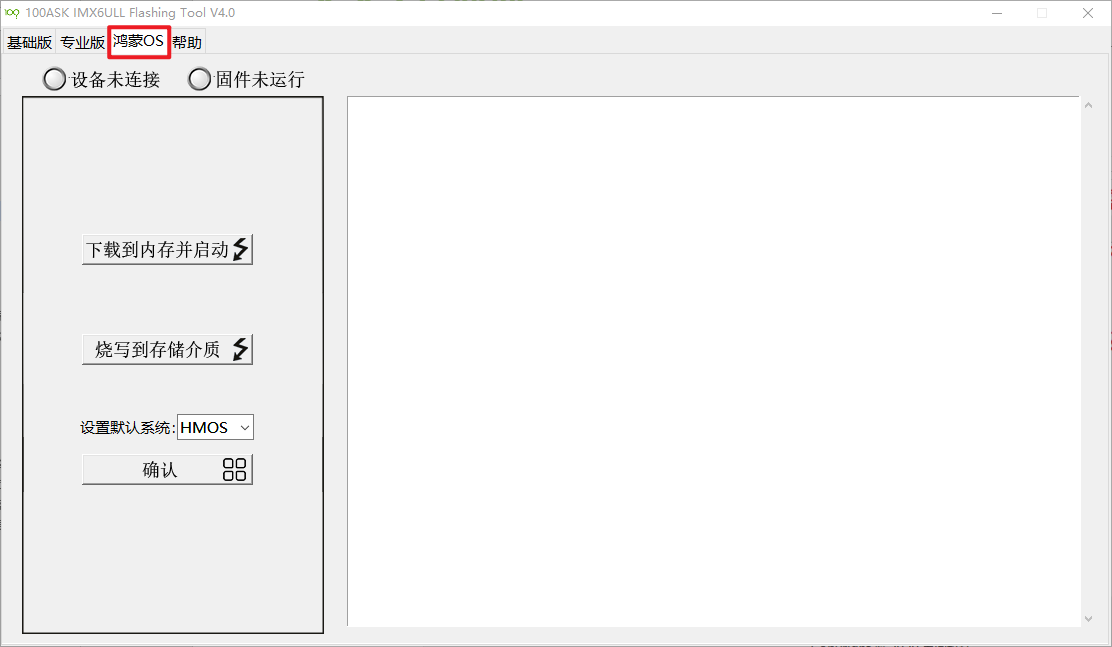 100ASK IMX6ULL Flashing Tool V4.0
基础版 专业版 鸿蒙OS 帮助
设备未连接 固件未运行
下载到内存并启动
烧写到存储介质
设置默认系统: HMOS
确认